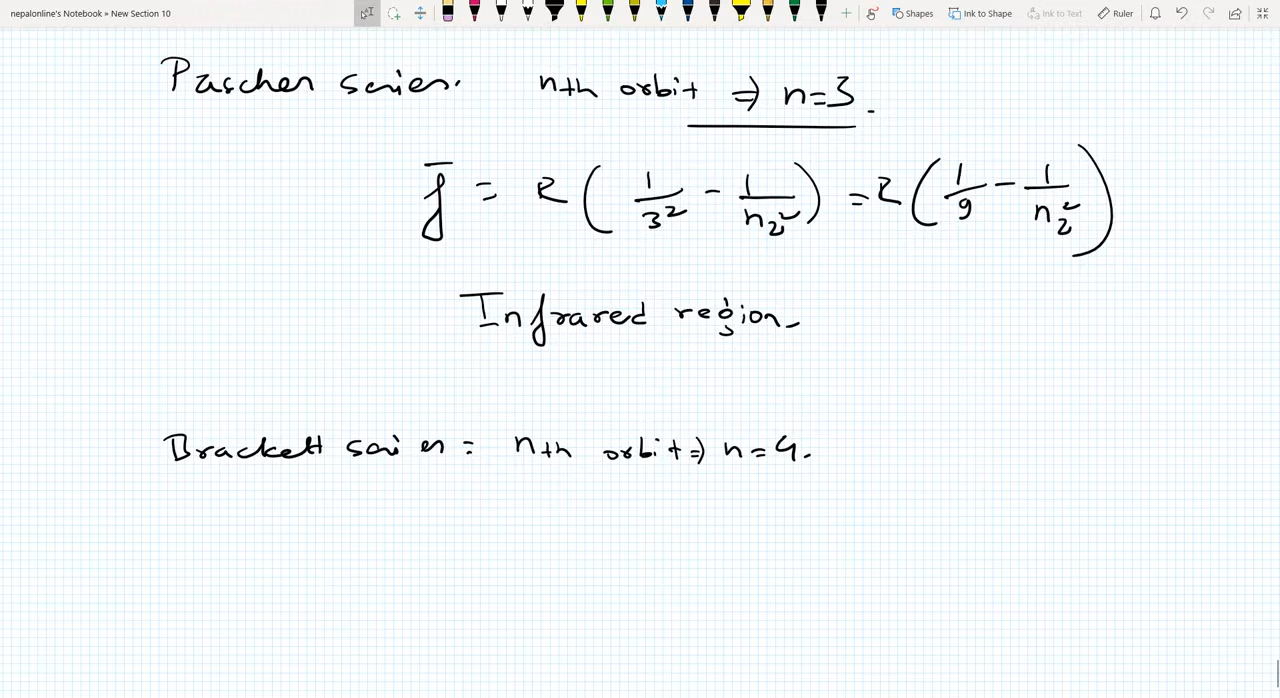 nepalonline's Notebook » New Section 10
Shapes Ink to Shape Ink to Text Ruler
Paschen series. nth orbit ⇒ n=3.
f̅ = R ( 1/3² - 1/n₂² ) = R ( 1/9 - 1/n₂² )
Infrared region.
Brackett series = nth orbit ⇒ n=4.